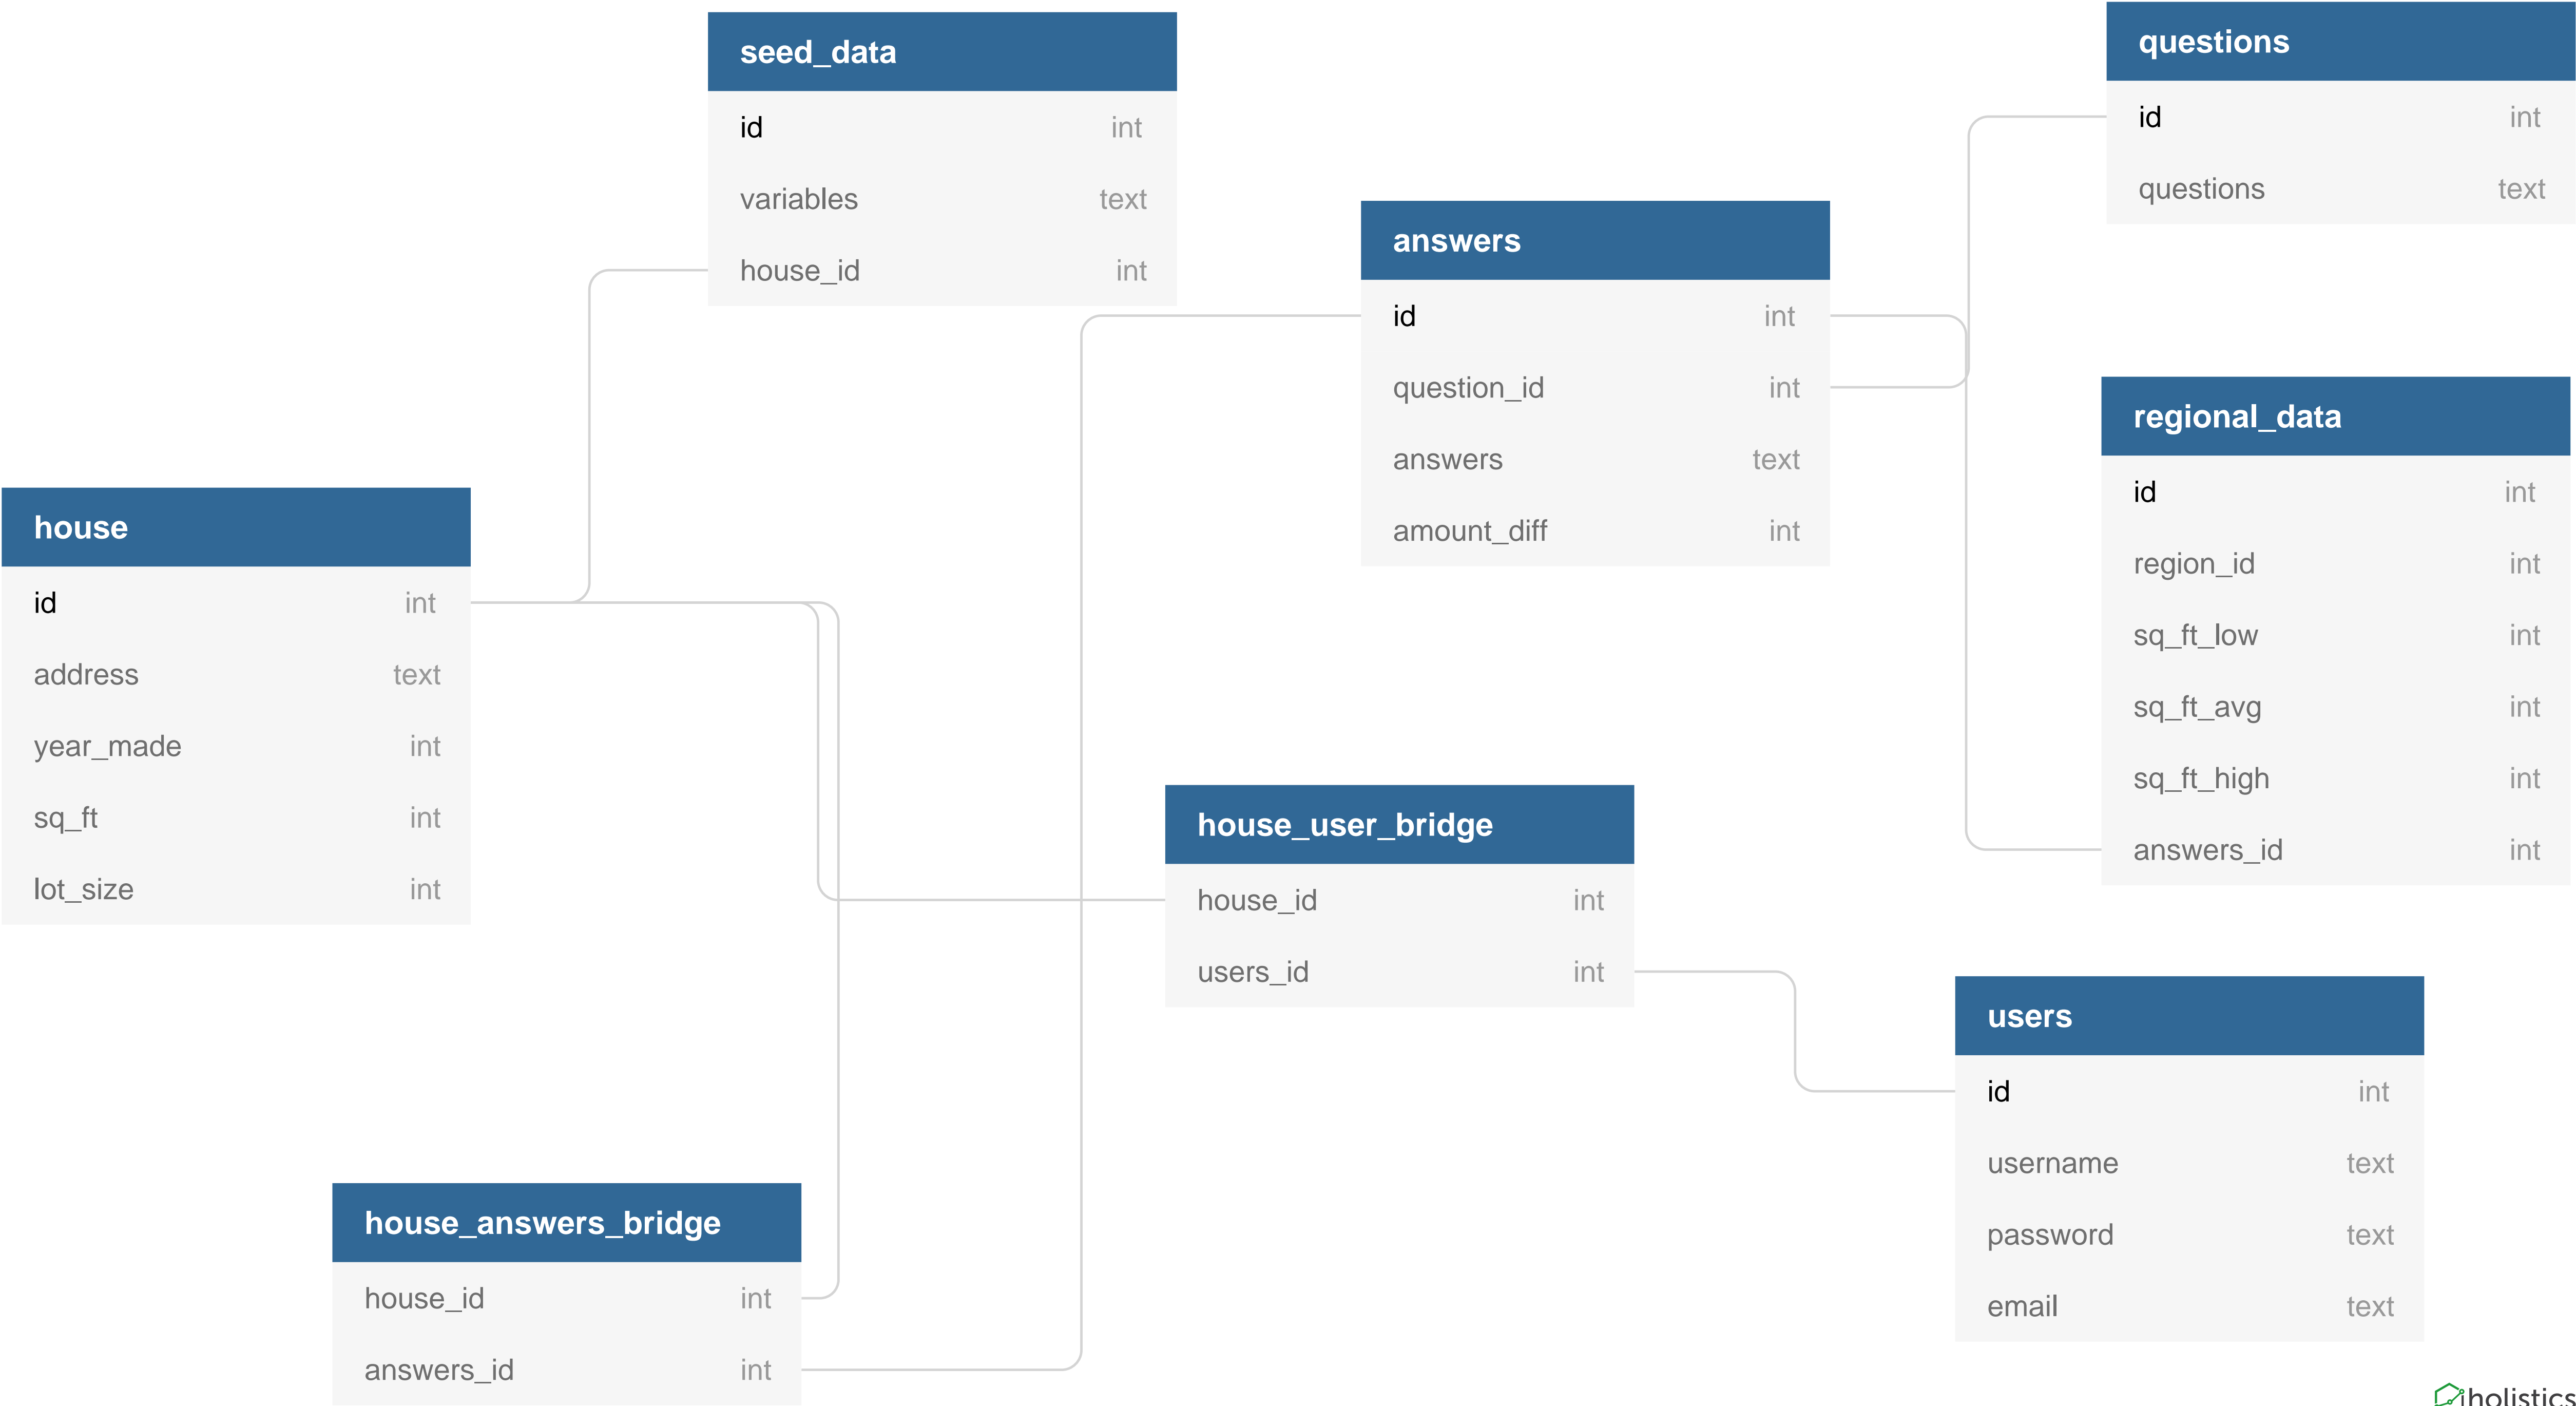 seed_data
id int
variables text
house_id int
questions
id int
questions text
answers
id int
question_id int
answers text
amount_diff int
regional_data
id int
region_id int
sq_ft_low int
sq_ft_avg int
sq_ft_high int
answers_id int
house
id int
address text
year_made int
sq_ft int
lot_size int
house_user_bridge
house_id int
users_id int
users
id int
username text
password text
email text
house_answers_bridge
house_id int
answers_id int
holistics